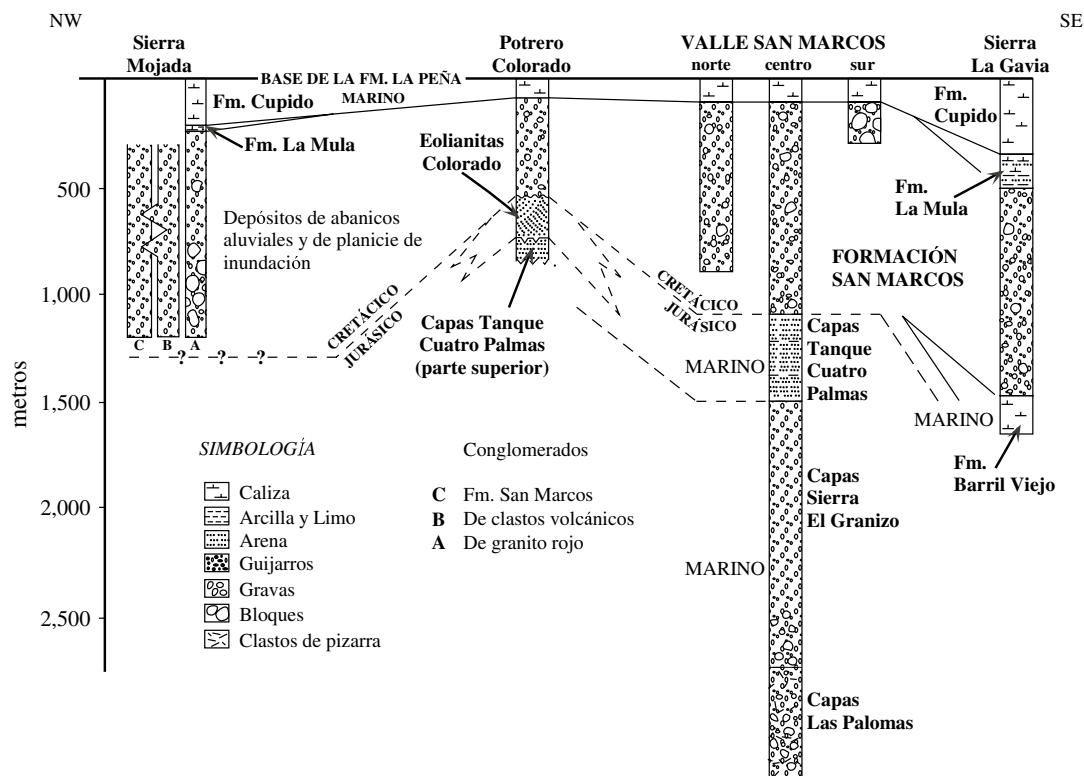 NW
SE
Sierra
Mojada
Potrero
Colorado
VALLE SAN MARCOS
norte
centro
sur
Sierra
La Gavia
BASE DE LA FM. LA PEÑA
MARINO
Fm. Cupido
Fm. La Mula
Eolianitas
Colorado
Fm.
Cupido
Fm.
La Mula
500
Depósitos de abanicos
aluviales y de planicie de
inundación
FORMACIÓN
SAN MARCOS
1,000
CRETÁCICO
JURÁSICO
CRETÁCICO
JURÁSICO
C
B
A
? ? ?
Capas Tanque
Cuatro Palmas
(parte superior)
Capas
Tanque
Cuatro
Palmas
MARINO
MARINO
metros
1,500
Fm.
Barril Viejo
SIMBOLOGÍA
Caliza
Arcilla y Limo
Arena
Guijarros
Gravas
Bloques
Clastos de pizarra
Conglomerados
C Fm. San Marcos
B De clastos volcánicos
A De granito rojo
Capas
Sierra
El Granizo
2,000
MARINO
2,500
Capas
Las Palomas